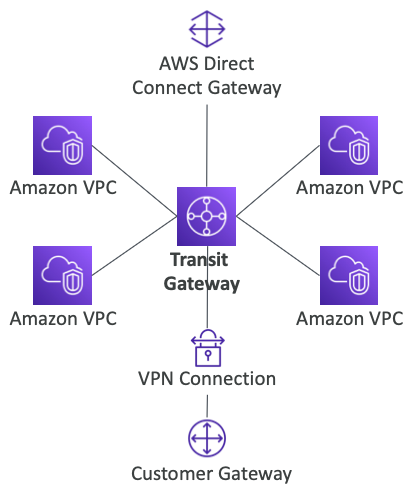 AWS Direct
Connect Gateway
Amazon VPC
Amazon VPC
Transit
Gateway
Amazon VPC
Amazon VPC
VPN Connection
Customer Gateway